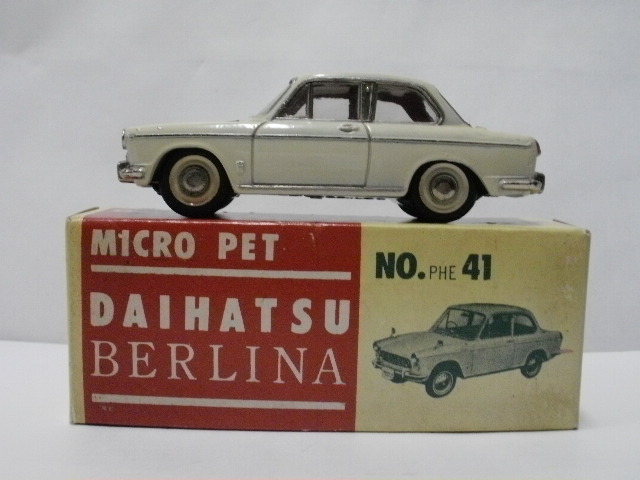 MICRO PET
DAIHATSU
BERLINA
NO. PHE 41